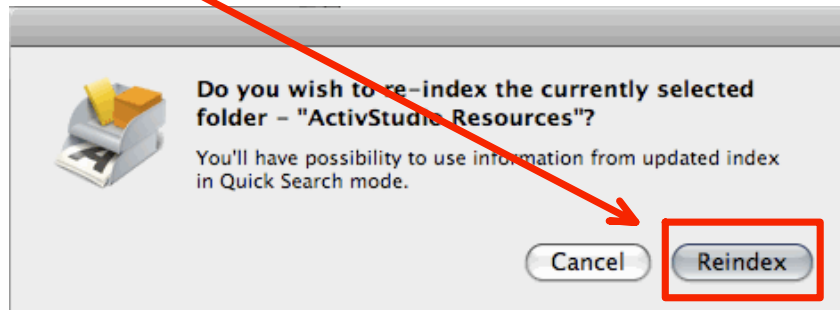 Do you wish to re-index the currently selected
folder – "ActivStudio Resources"?
You'll have possibility to use information from updated index
in Quick Search mode.
Cancel
Reindex